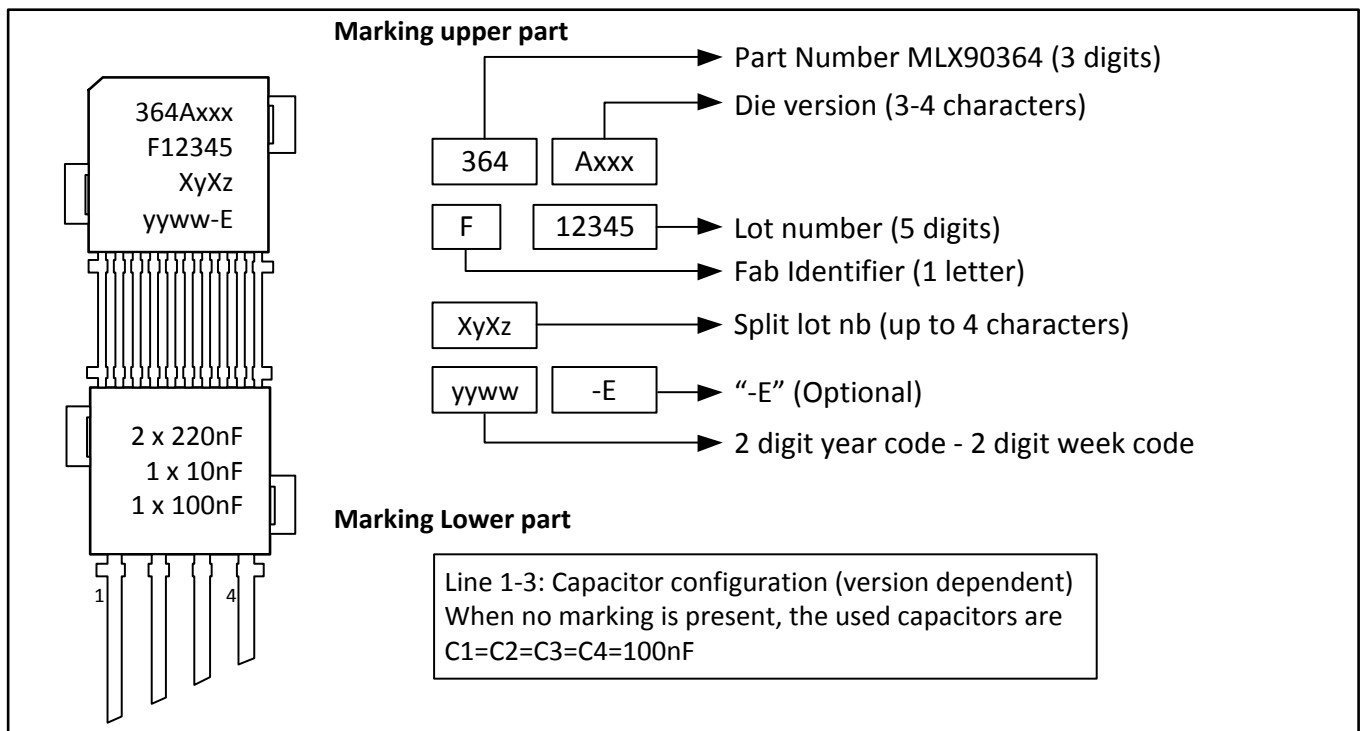 Marking upper part
364Axxx
F12345
XyXz
yyww-E
2 x 220nF
1 x 10nF
1 x 100nF
1 4
Part Number MLX90364 (3 digits)
Die version (3-4 characters)
364 Axxx
F 12345 Lot number (5 digits)
Fab Identifier (1 letter)
XyXz Split lot nb (up to 4 characters)
yyww -E “-E” (Optional)
2 digit year code - 2 digit week code
Marking Lower part
Line 1-3: Capacitor configuration (version dependent)
When no marking is present, the used capacitors are
C1=C2=C3=C4=100nF